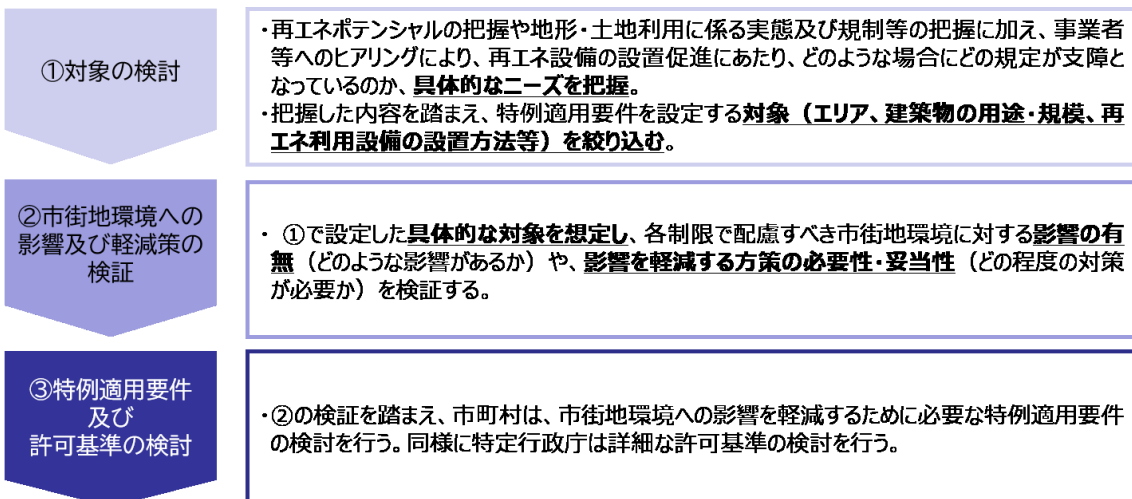 ①対象の検討
・再エネポテンシャルの把握や地形・土地利用に係る実態及び規制等の把握に加え、事業者
等へのヒアリングにより、再エネ設備の設置促進にあたり、どのような場合にどの規定が支障と
なっているのか、具体的なニーズを把握。
・把握した内容を踏まえ、特例適用要件を設定する対象（エリア、建築物の用途・規模、再
エネ利用設備の設置方法等）を絞り込む。
②市街地環境への
影響及び軽減策の
検証
・ ①で設定した具体的な対象を想定し、各制限で配慮すべき市街地環境に対する影響の有
無（どのような影響があるか）や、影響を軽減する方策の必要性・妥当性（どの程度の対策
が必要か）を検証する。
③特例適用要件
及び
許可基準の検討
・②の検証を踏まえ、市町村は、市街地環境への影響を軽減するために必要な特例適用要件
の検討を行う。同様に特定行政庁は詳細な許可基準の検討を行う。